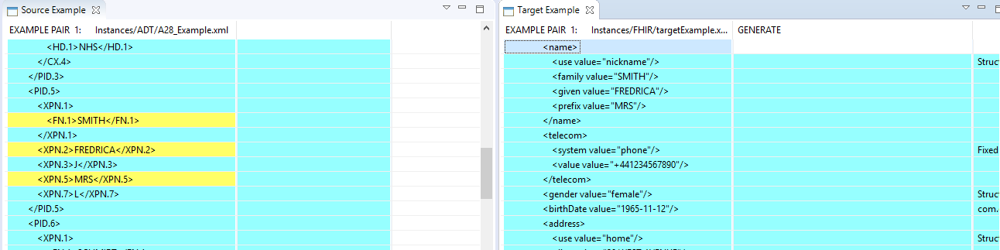 Source Example
EXAMPLE PAIR 1: Instances/ADT/A28_Example.xml
<HD.1>NHS</HD.1>
</CX.4>
</PID.3>
<PID.5>
<XPN.1>
<FN.1>SMITH</FN.1>
</XPN.1>
<XPN.2>FREDRICA</XPN.2>
<XPN.3>J</XPN.3>
<XPN.5>MRS</XPN.5>
<XPN.7>L</XPN.7>
</PID.5>
<PID.6>
<XPN.1>
Target Example
EXAMPLE PAIR 1: Instances/FHIR/targetExample.x... GENERATE
<name>
<use value="nickname"/> Struc
<family value="SMITH"/>
<given value="FREDRICA"/>
<prefix value="MRS"/>
</name>
<telecom>
<system value="phone"/> Fixed
<value value="+441234567890"/>
</telecom>
<gender value="female"/> Struc
<birthDate value="1965-11-12"/> com.
<address>
<use value="home"/> Struc